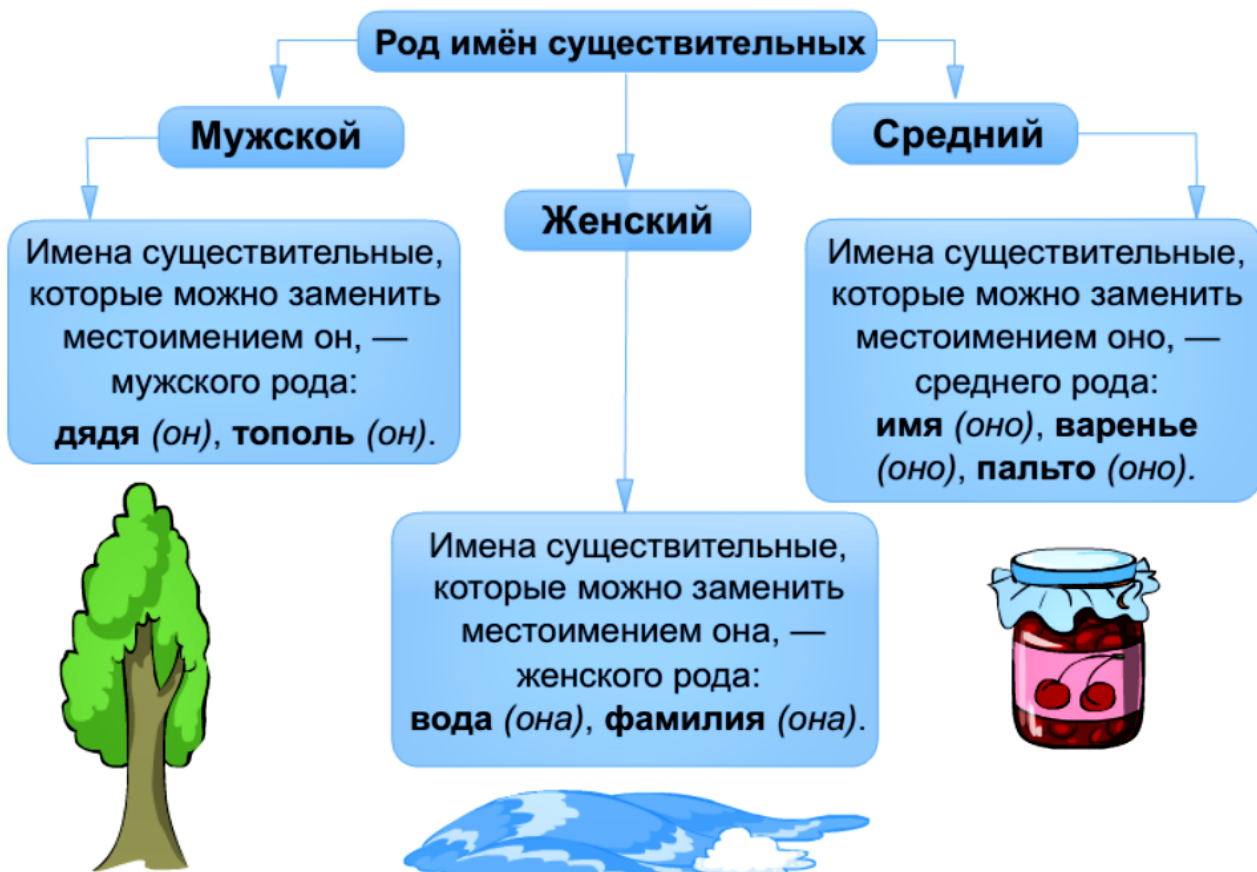 Род имён существительных
Мужской
Женский
Средний
Имена существительные,
которые можно заменить
местоимением он, —
мужского рода:
дядя (он), тополь (он).
Имена существительные,
которые можно заменить
местоимением она, —
женского рода:
вода (она), фамилия (она).
Имена существительные,
которые можно заменить
местоимением оно, —
среднего рода:
имя (оно), варенье
(оно), пальто (оно).